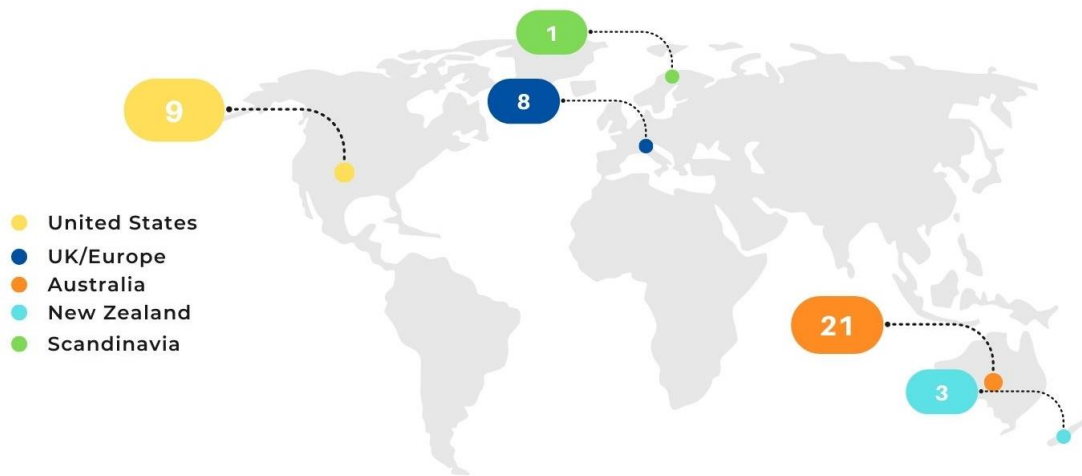 1
8
9
United States
UK/Europe
Australia
New Zealand
Scandinavia
21
3